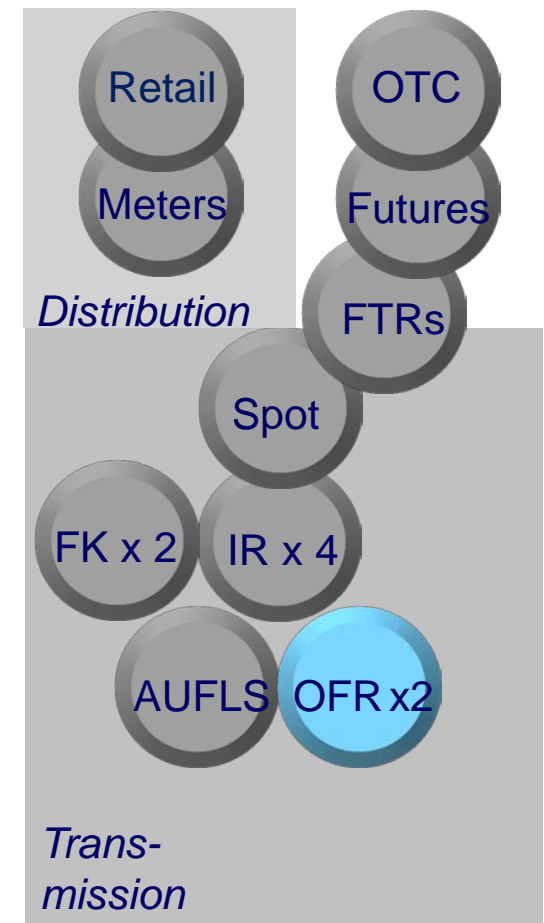 Retail
OTC
Meters
Futures
Distribution
FTRs
Spot
FK x 2
IR x 4
AUFLS
OFR x2
Trans-
mission